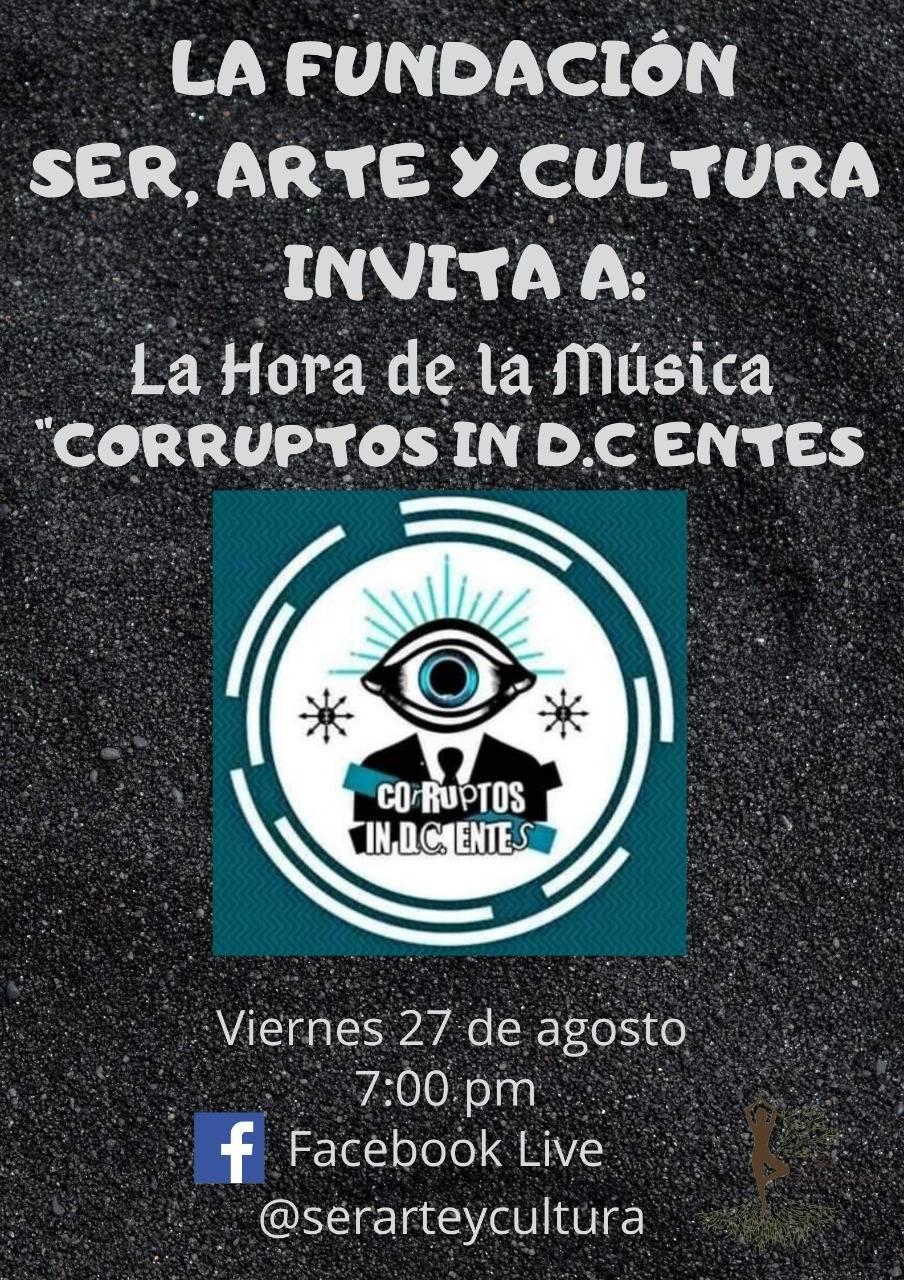 LA FUNDACIÓN
SER, ARTE Y CULTURA
INVITA A:
La Hora de la Música
"CORRUPTOS IN D.C ENTES
CORRUPTOS
IN D.C. ENTES
Viernes 27 de agosto
7:00 pm
f Facebook Live
@serarteycultura